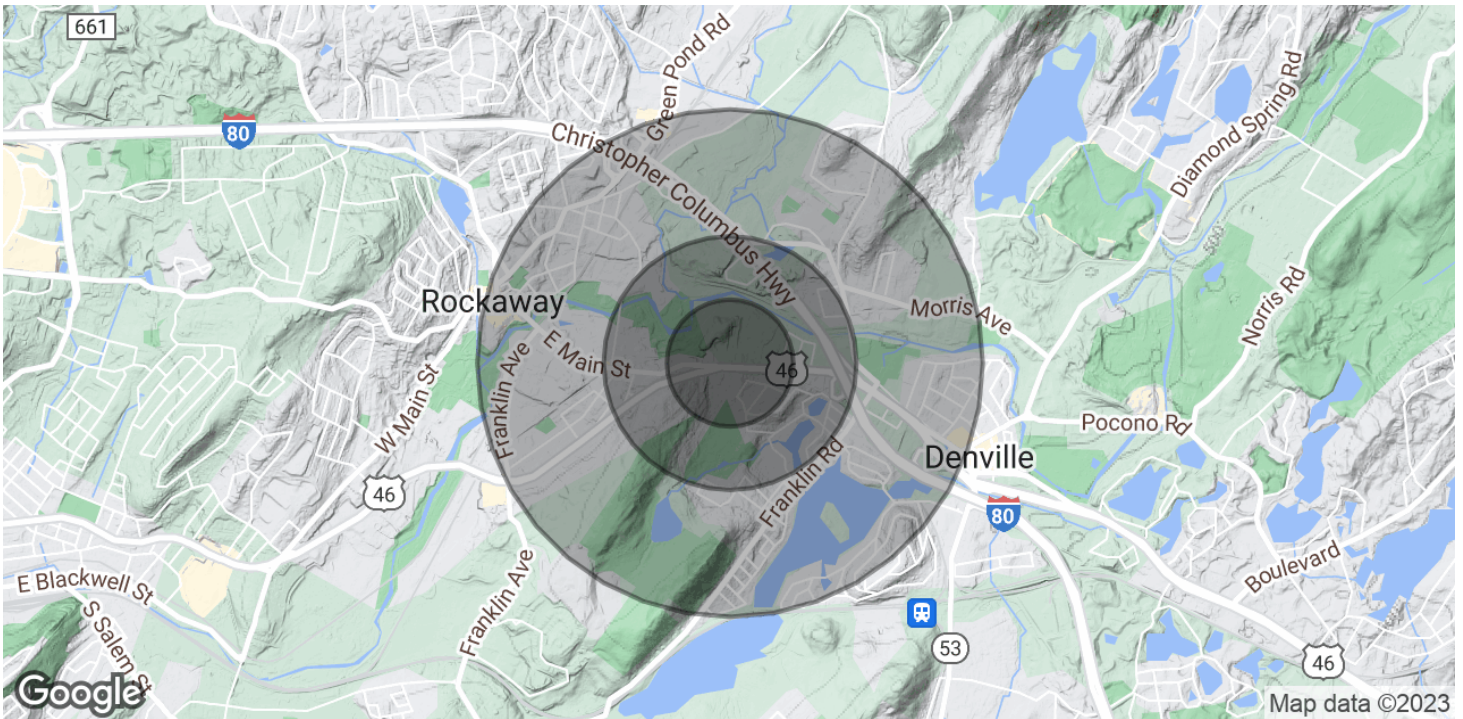 661
Green Pond Rd
80
Christopher Columbus Hwy
Diamond Spring Rd
500
Rockaway
Morris Ave
Norris Rd
E Main St
46
Franklin Ave
W Main St
Pocono Rd
Denville
Franklin Rd
46
80
Boulevard
E Blackwell St
Franklin Ave
S Salem St
53
46
Google
Map data ©2023